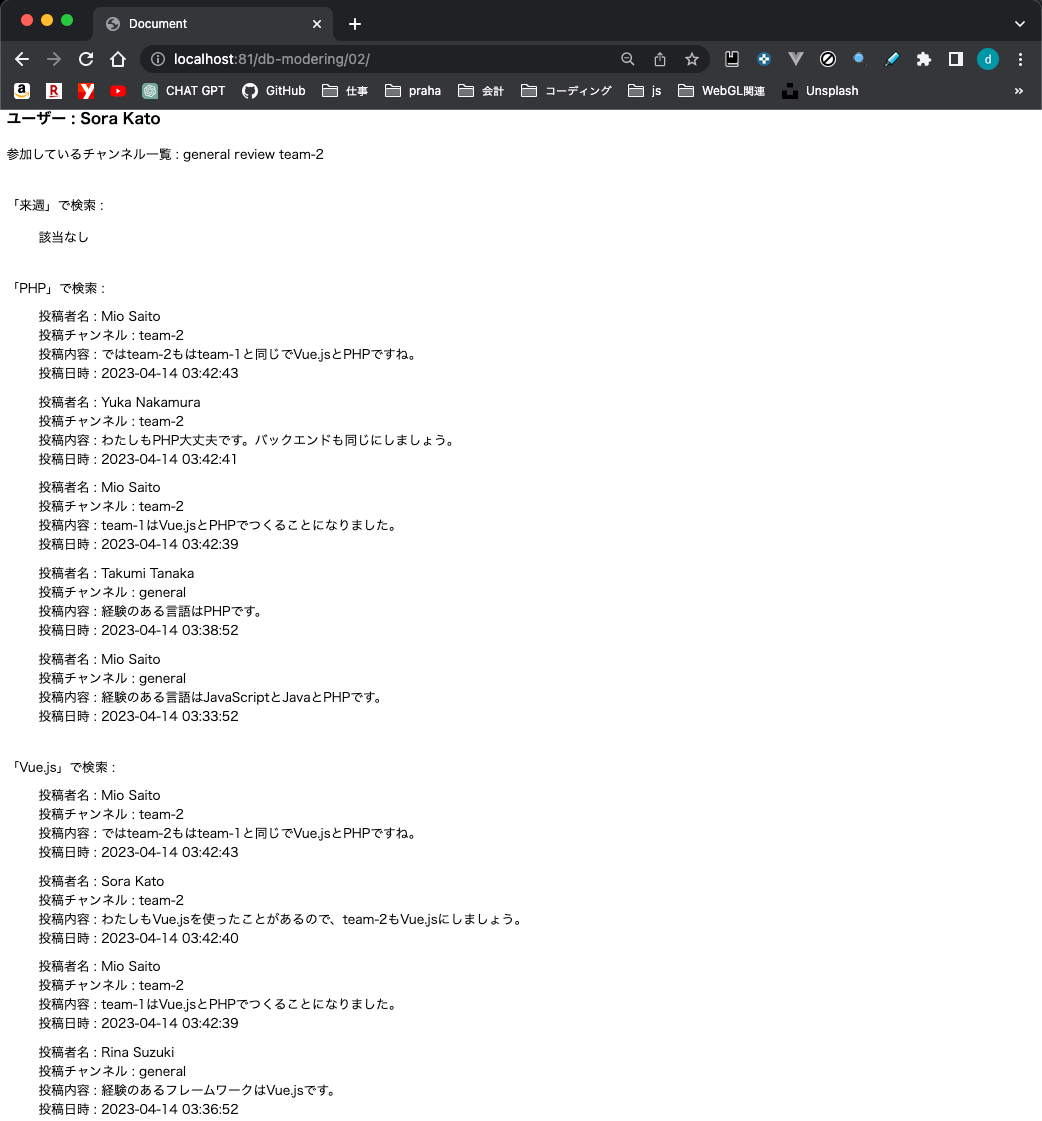 Document
localhost:81/db-modering/02/
d
CHAT GPT
GitHub
仕事
praha
会計
コーディング
js
WebGL関連
Unsplash
»
ユーザー : Sora Kato
参加しているチャンネル一覧 : general review team-2
「来週」で検索 :
該当なし
「PHP」で検索 :
投稿者名 : Mio Saito
投稿チャンネル : team-2
投稿内容 : ではteam-2もはteam-1と同じでVue.jsとPHPですね。
投稿日時 : 2023-04-14 03:42:43
投稿者名 : Yuka Nakamura
投稿チャンネル : team-2
投稿内容 : わたしもPHP大丈夫です。バックエンドも同じにしましょう。
投稿日時 : 2023-04-14 03:42:41
投稿者名 : Mio Saito
投稿チャンネル : team-2
投稿内容 : team-1はVue.jsとPHPでつくることになりました。
投稿日時 : 2023-04-14 03:42:39
投稿者名 : Takumi Tanaka
投稿チャンネル : general
投稿内容 : 経験のある言語はPHPです。
投稿日時 : 2023-04-14 03:38:52
投稿者名 : Mio Saito
投稿チャンネル : general
投稿内容 : 経験のある言語はJavaScriptとJavaとPHPです。
投稿日時 : 2023-04-14 03:33:52
「Vue.js」で検索 :
投稿者名 : Mio Saito
投稿チャンネル : team-2
投稿内容 : ではteam-2もはteam-1と同じでVue.jsとPHPですね。
投稿日時 : 2023-04-14 03:42:43
投稿者名 : Sora Kato
投稿チャンネル : team-2
投稿内容 : わたしもVue.jsを使ったことがあるので、team-2もVue.jsにしましょう。
投稿日時 : 2023-04-14 03:42:40
投稿者名 : Mio Saito
投稿チャンネル : team-2
投稿内容 : team-1はVue.jsとPHPでつくることになりました。
投稿日時 : 2023-04-14 03:42:39
投稿者名 : Rina Suzuki
投稿チャンネル : general
投稿内容 : 経験のあるフレームワークはVue.jsです。
投稿日時 : 2023-04-14 03:36:52